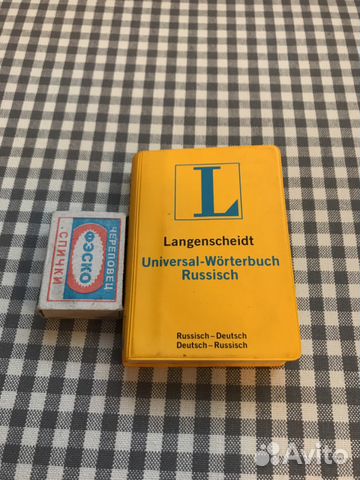 L
Langenscheidt
Universal-Wörterbuch
Russisch
Russisch – Deutsch
Deutsch – Russisch
ЧЕРЕПОВЕЦ
ФЭСКО
СПИЧКИ
Avito